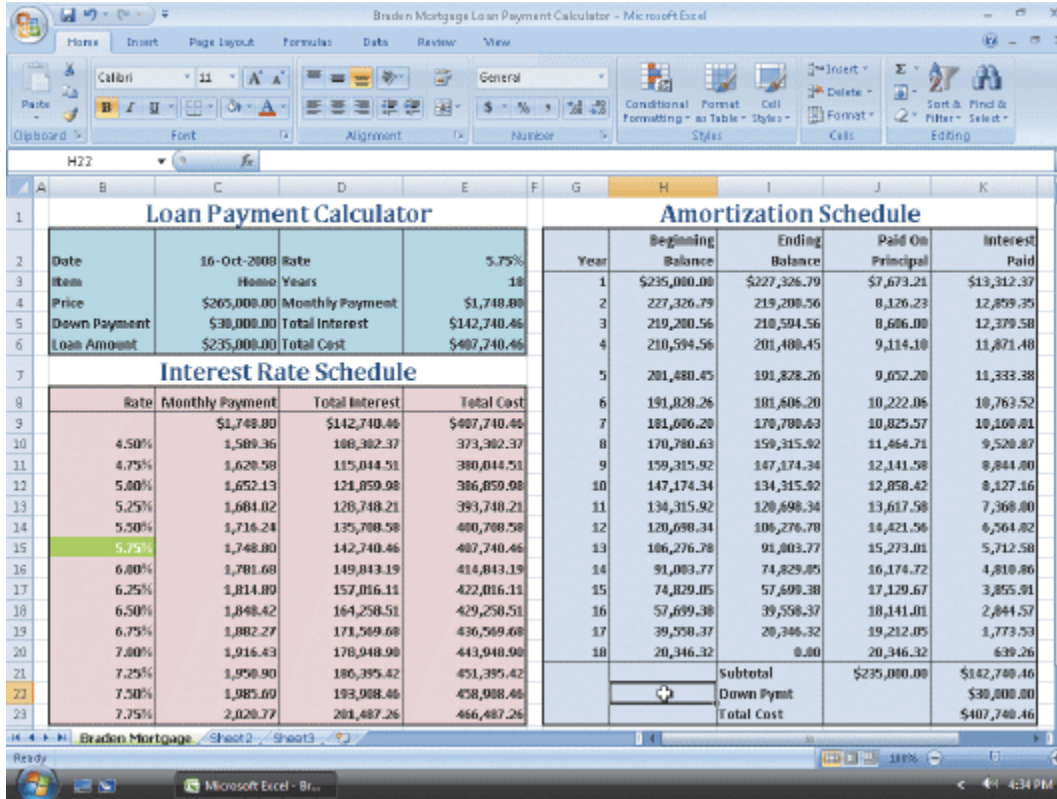 Braden Mortgage Loan Payment Calculator - Microsoft Excel
Home Insert Page Layout Formulas Data Review View
Paste Calibri 11 General Conditional Formatting Format as Table Cell Styles Insert Delete Format Sort & Filter Find & Select
Clipboard Font Alignment Number Styles Cells Editing
H22 fx
A B C D E F G H I J K
1 Loan Payment Calculator Amortization Schedule
2 Date 16-Oct-2008 Rate 5.75% Year Beginning Balance Ending Balance Paid On Principal Interest Paid
3 Item Home Years 18 1 $235,000.00 $227,326.79 $7,673.21 $13,312.37
4 Price $265,000.00 Monthly Payment $1,748.80 2 227,326.79 219,200.56 8,126.23 12,859.35
5 Down Payment $30,000.00 Total Interest $142,740.46 3 219,200.56 210,594.56 8,606.00 12,379.58
6 Loan Amount $235,000.00 Total Cost $407,740.46 4 210,594.56 201,480.45 9,114.10 11,871.48
7 Interest Rate Schedule 5 201,480.45 191,828.26 9,652.20 11,333.38
8 Rate Monthly Payment Total Interest Total Cost 6 191,828.26 181,606.20 10,222.06 10,763.52
9 $1,748.80 $142,740.46 $407,740.46 7 181,606.20 170,780.63 10,825.57 10,160.01
10 4.50% 1,589.36 108,302.37 373,302.37 8 170,780.63 159,315.92 11,464.71 9,520.87
11 4.75% 1,620.58 115,044.51 380,044.51 9 159,315.92 147,174.34 12,141.58 8,844.00
12 5.00% 1,652.13 121,859.98 386,859.98 10 147,174.34 134,315.92 12,858.42 8,127.16
13 5.25% 1,684.02 128,748.21 393,748.21 11 134,315.92 120,698.34 13,617.58 7,368.00
14 5.50% 1,716.24 135,708.58 400,708.58 12 120,698.34 106,276.78 14,421.56 6,564.02
15 5.75% 1,748.80 142,740.46 407,740.46 13 106,276.78 91,003.77 15,273.01 5,712.58
16 6.00% 1,781.68 149,843.19 414,843.19 14 91,003.77 74,829.05 16,174.72 4,810.86
17 6.25% 1,814.89 157,016.11 422,016.11 15 74,829.05 57,699.38 17,129.67 3,855.91
18 6.50% 1,848.42 164,258.51 429,258.51 16 57,699.38 39,558.37 18,141.01 2,844.57
19 6.75% 1,882.27 171,569.68 436,569.68 17 39,558.37 20,346.32 19,212.05 1,773.53
20 7.00% 1,916.43 178,948.90 443,948.90 18 20,346.32 0.00 20,346.32 639.26
21 7.25% 1,950.90 186,395.42 451,395.42 Subtotal $235,000.00 $142,740.46
22 7.50% 1,985.69 193,908.46 458,908.46 Down Pymt $30,000.00
23 7.75% 2,020.77 201,487.26 466,487.26 Total Cost $407,740.46
Braden Mortgage Sheet2 Sheet3
Ready 100%
Microsoft Excel - Br... 4:34 PM